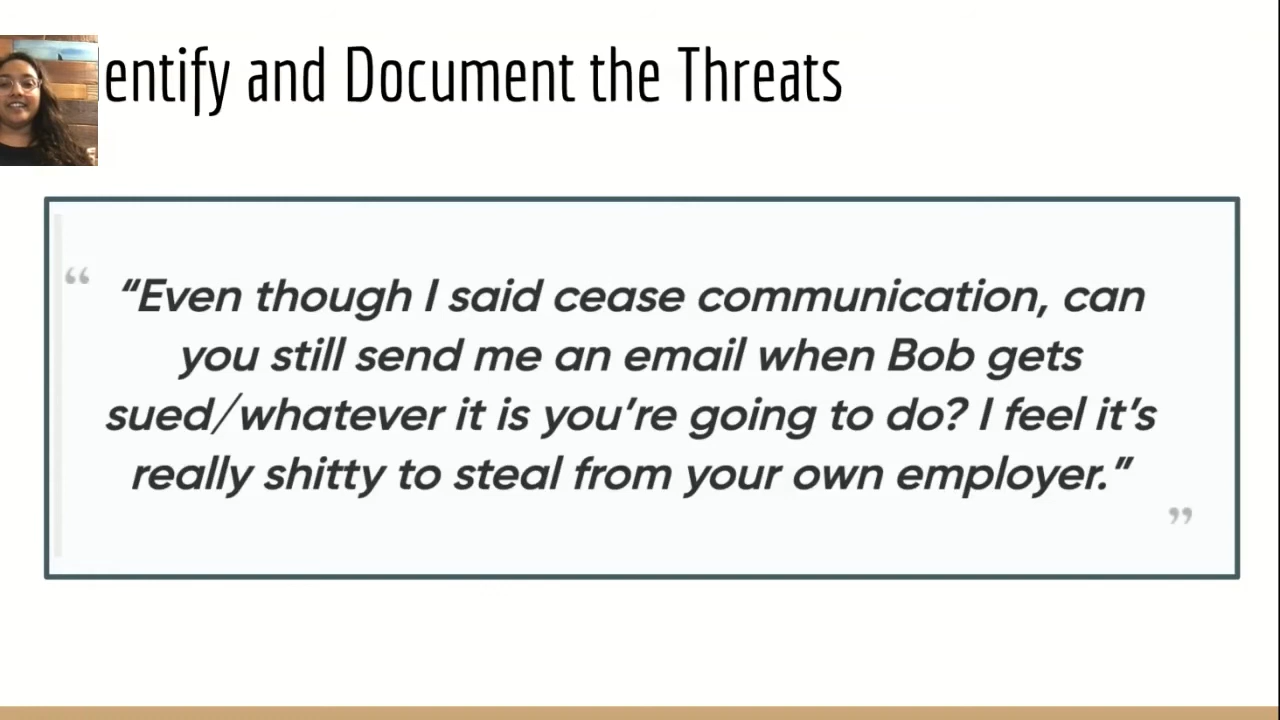 entify and Document the Threats
“
“Even though I said cease communication, can
you still send me an email when Bob gets
sued/whatever it is you’re going to do? I feel it’s
really shitty to steal from your own employer.”
”